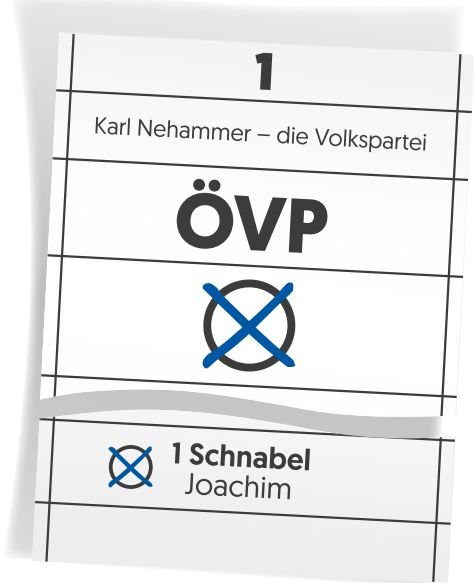 1
Karl Nehammer – die Volkspartei
ÖVP
1 Schnabel
Joachim